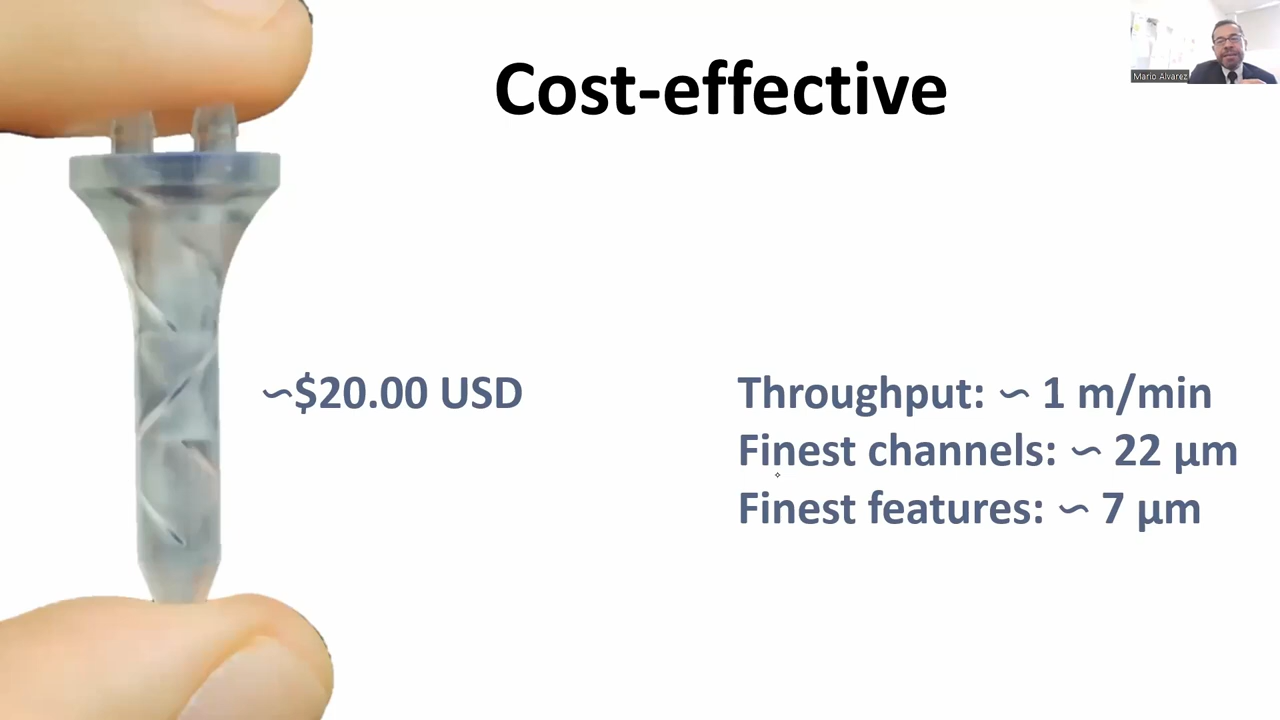 Cost-effective
Mario Alvarez
∽$20.00 USD
Throughput: ∽ 1 m/min
Finest channels: ∽ 22 µm
Finest features: ∽ 7 µm